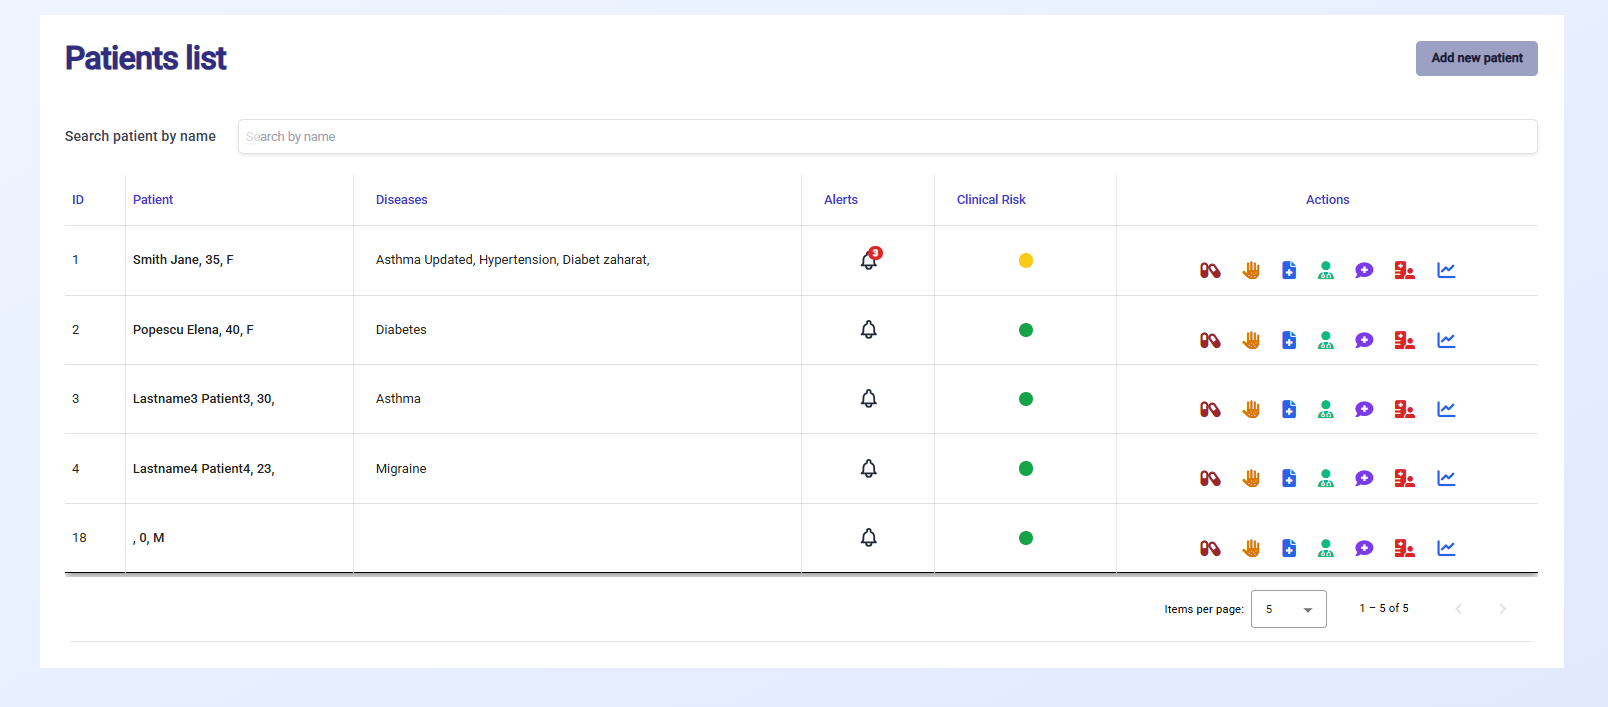 Patients list
Add new patient
Search patient by name
Search by name
ID Patient Diseases Alerts Clinical Risk Actions
1 Smith Jane, 35, F Asthma Updated, Hypertension, Diabet zaharat, 3
2 Popescu Elena, 40, F Diabetes
3 Lastname3 Patient3, 30, Asthma
4 Lastname4 Patient4, 23, Migraine
18 , 0, M
Items per page: 5 1 – 5 of 5